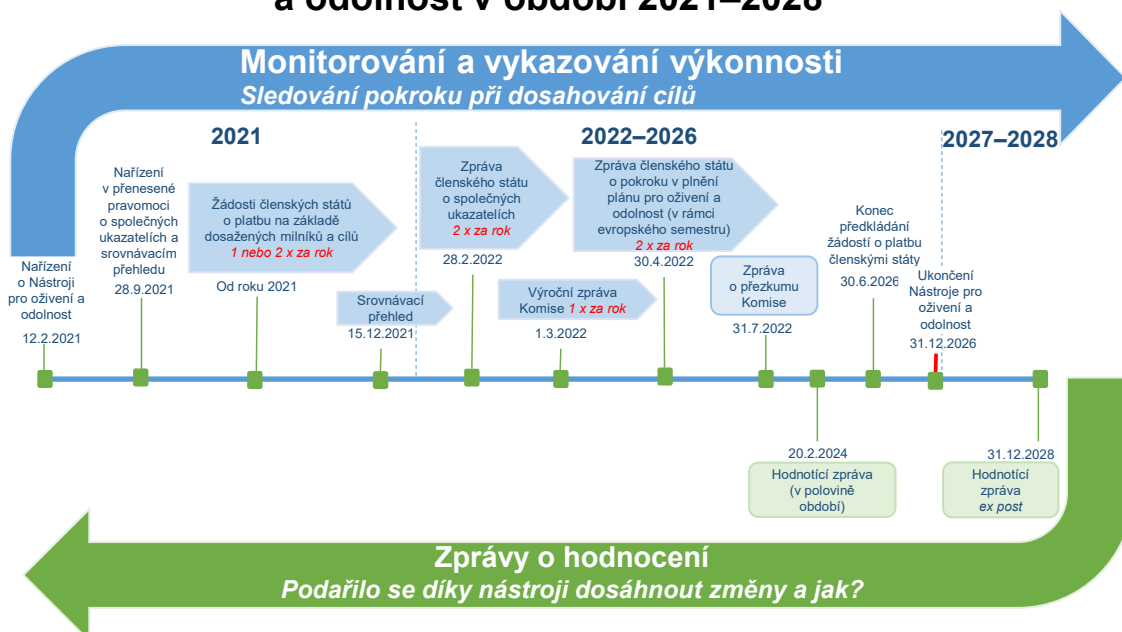 a odolnost v období 2021–2028
Monitorování a vykazování výkonnosti
Sledování pokroku při dosahování cílů
2021
2022–2026
2027–2028
Nařízení
o Nástroji
pro oživení a
odolnost
12.2.2021
Nařízení
v přenesené
pravomoci
o společných
ukazatelích a
srovnávacím
přehledu
28.9.2021
Žádosti členských států
o platbu na základě
dosažených milníků a cílů
1 nebo 2 x za rok
Od roku 2021
Srovnávací
přehled
15.12.2021
Zpráva
členského státu
o společných
ukazatelích
2 x za rok
28.2.2022
Výroční zpráva
Komise 1 x za rok
1.3.2022
Zpráva členského státu
o pokroku v plnění
plánu pro oživení a
odolnost (v rámci
evropského semestru)
2 x za rok
30.4.2022
Zpráva
o přezkumu
Komise
31.7.2022
Konec
předkládání
žádostí o platbu
členskými státy
30.6.2026
Ukončení
Nástroje pro
oživení a
odolnost
31.12.2026
20.2.2024
Hodnotící zpráva
(v polovině
období)
31.12.2028
Hodnotící
zpráva
ex post
Zprávy o hodnocení
Podařilo se díky nástroji dosáhnout změny a jak?